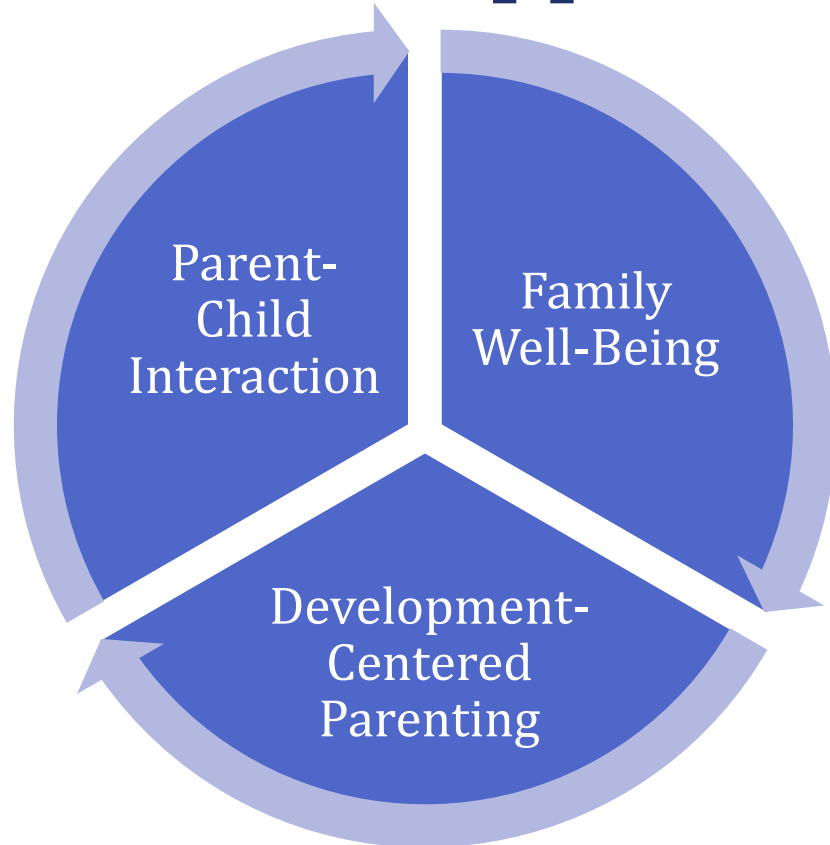 Family
Well-Being
Development-
Centered
Parenting
Parent-
Child
Interaction